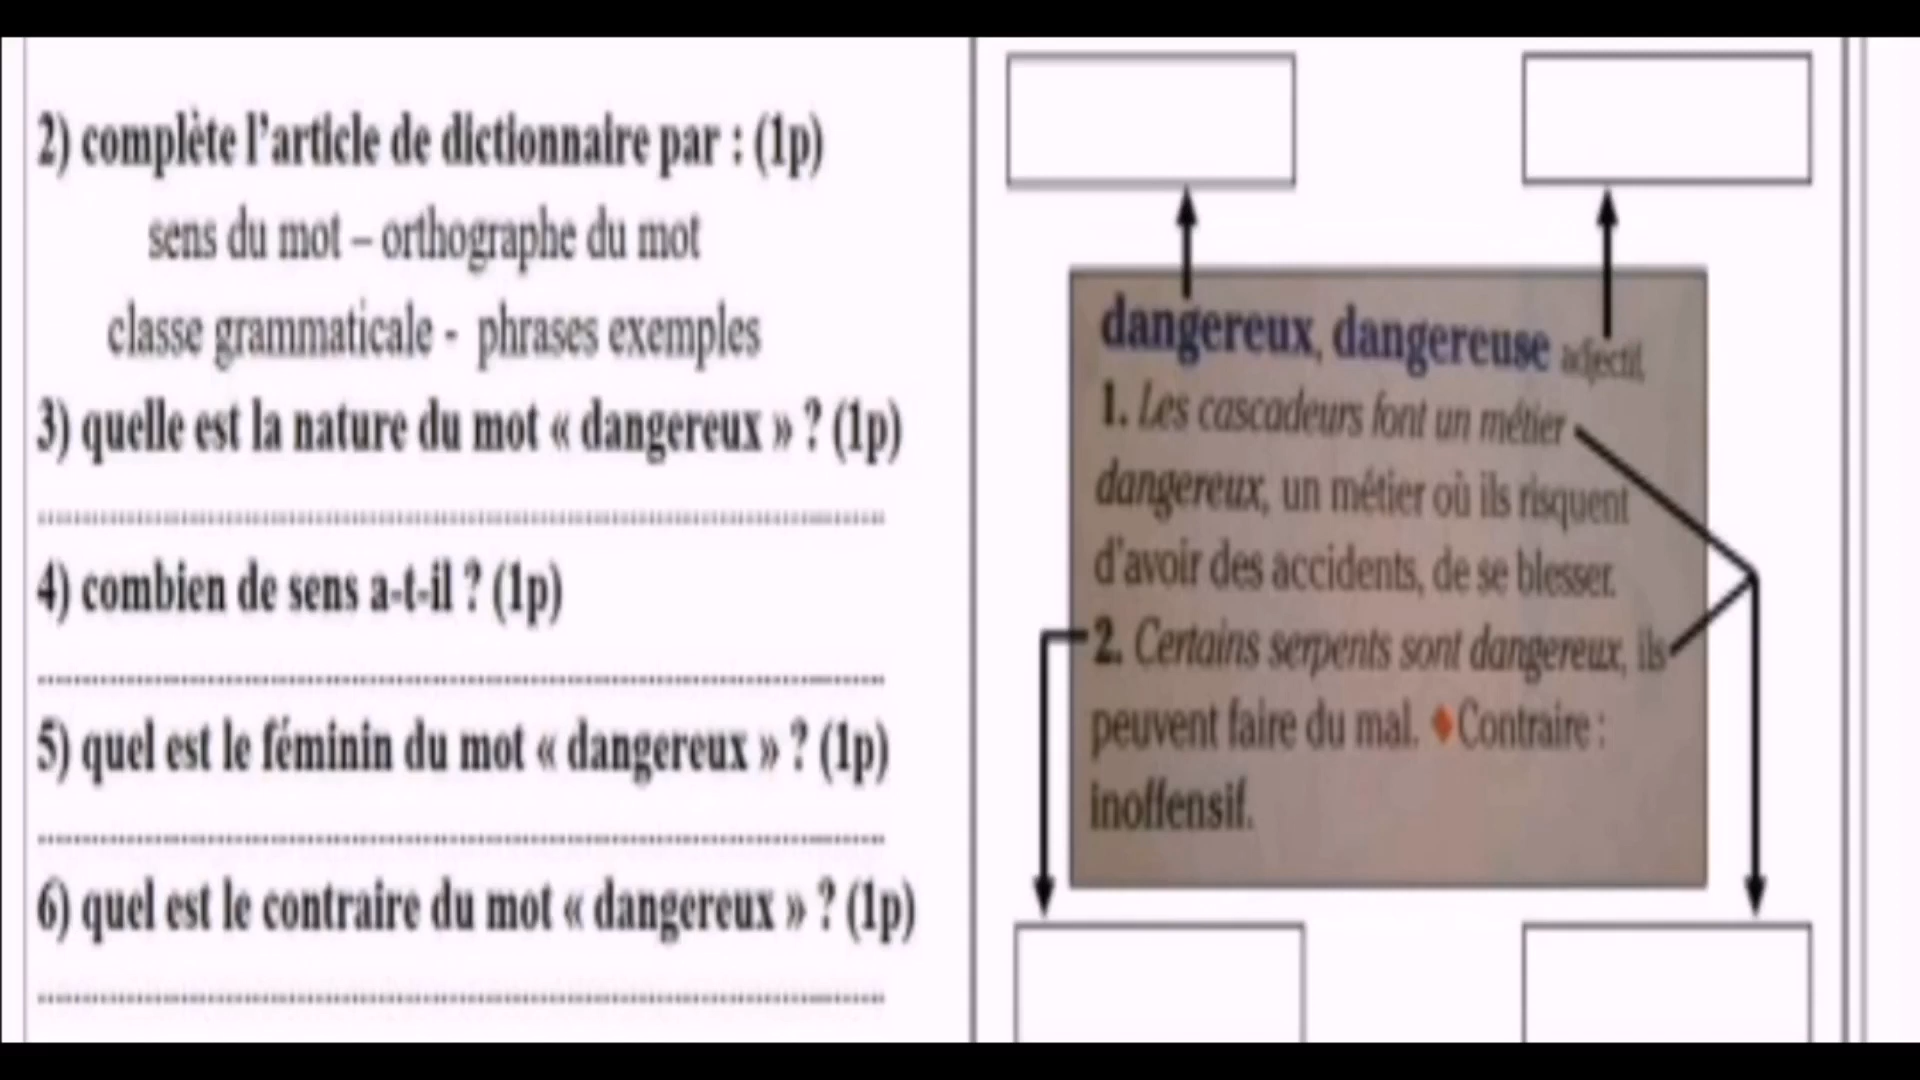 2) complète l'article de dictionnaire par : (1p)
sens du mot – orthographe du mot
classe grammaticale - phrases exemples
3) quelle est la nature du mot « dangereux » ? (1p)
4) combien de sens a-t-il ? (1p)
5) quel est le féminin du mot « dangereux » ? (1p)
6) quel est le contraire du mot « dangereux » ? (1p)
dangereux, dangereuse adjectif.
1. Les cascadeurs font un métier
dangereux, un métier où ils risquent
d'avoir des accidents, de se blesser.
2. Certains serpents sont dangereux, ils
peuvent faire du mal. ♦Contraire :
inoffensif.